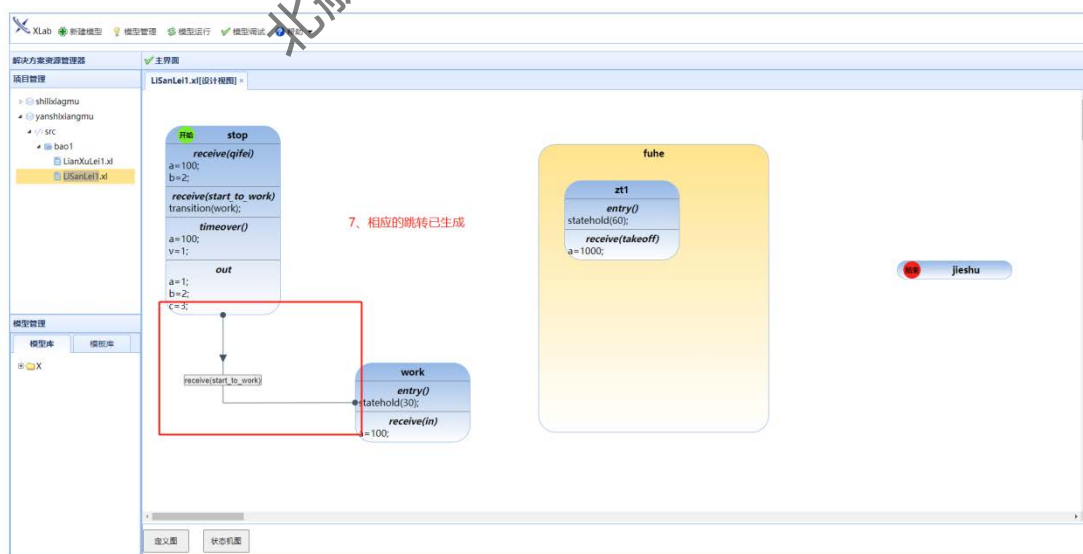 XLab 新建模型 模型管理 模型运行 模型调试 帮助
解决方案资源管理器
主界面
项目管理
LiSanLei1.xl[设计视图] ×
shilixiagmu
yanshixiangmu
src
bao1
LianXuLei1.xl
LiSanLei1.xl
开始 stop
receive(qifei)
a=100;
b=2;
receive(start_to_work)
transition(work);
timeover()
a=100;
v=1;
out
a=1;
b=2;
c=3;
7、相应的跳转已生成
receive(start_to_work)
work
entry()
statehold(30);
receive(in)
a=100;
fuhe
zt1
entry()
statehold(60);
receive(takeoff)
a=1000;
结束 jieshu
模型管理
模型库 模板库
X
定义图 状态机图